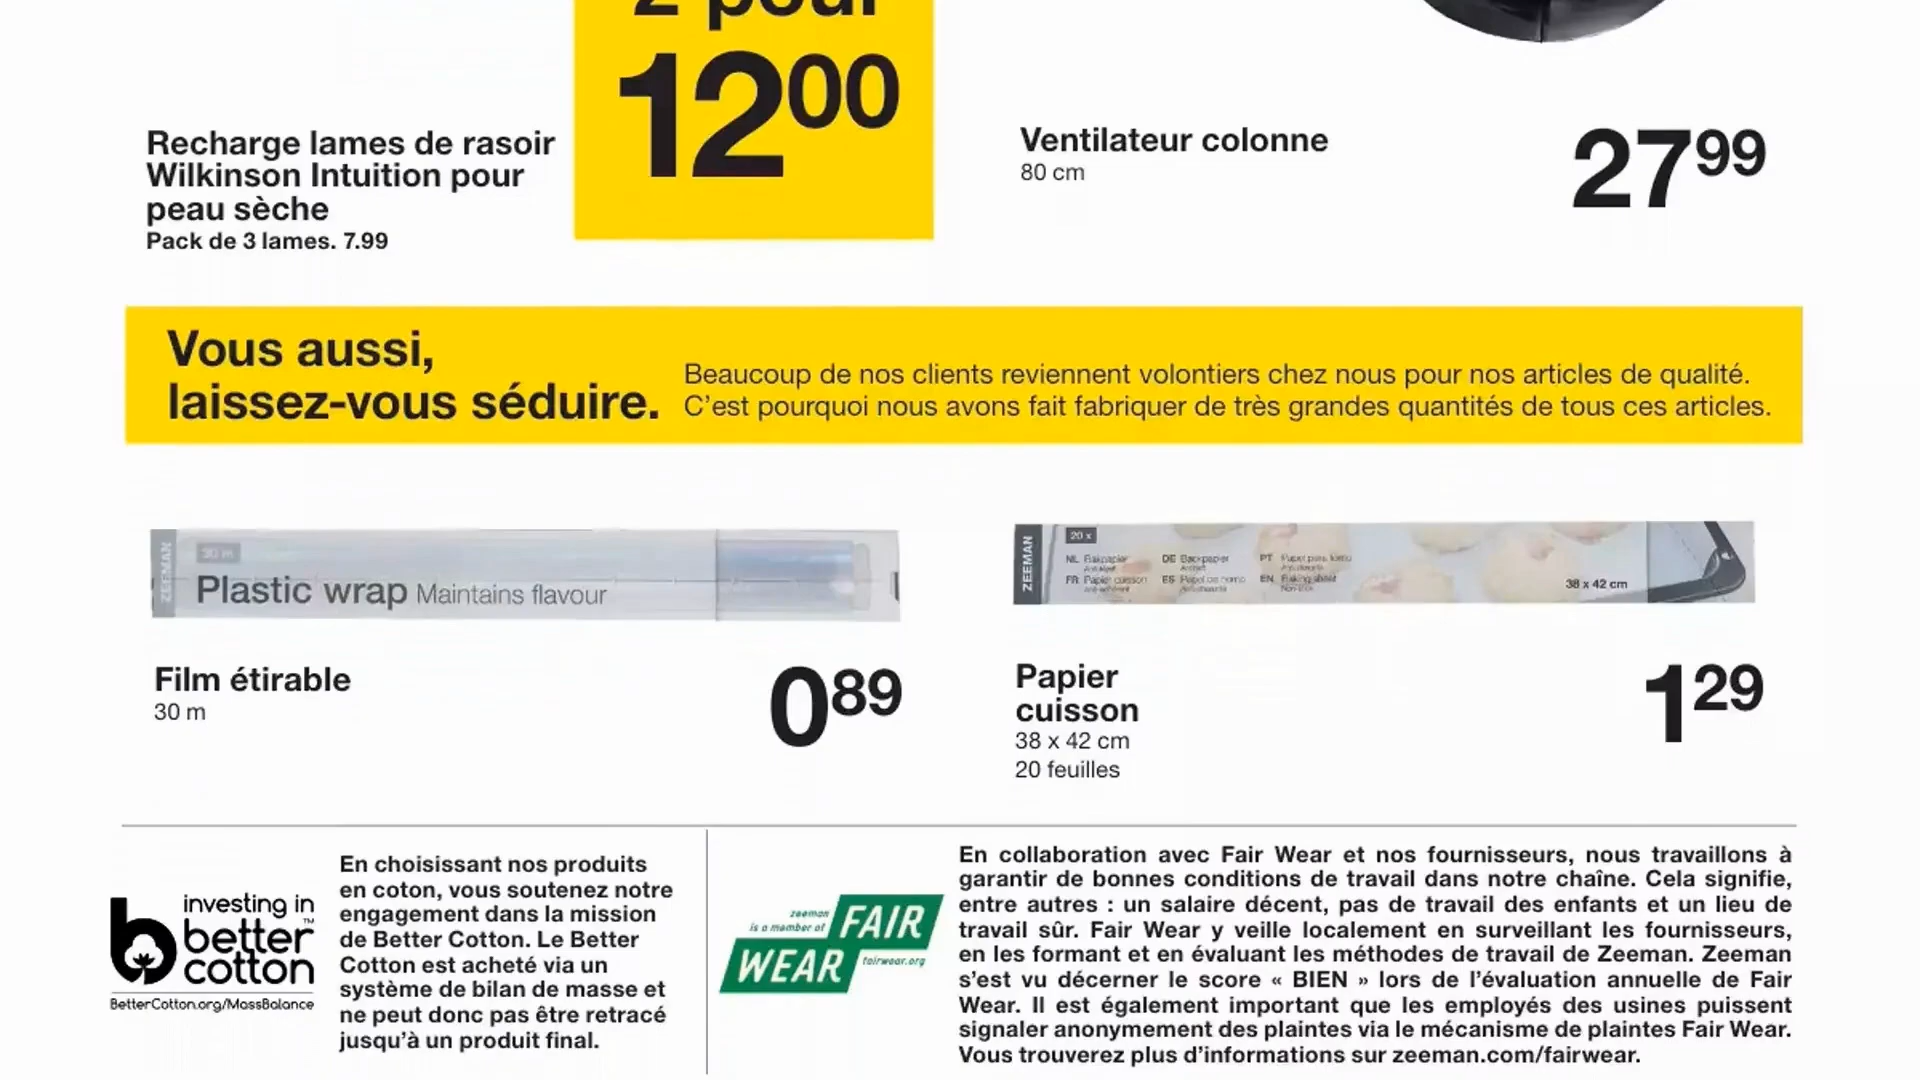 2 pour
1200
Recharge lames de rasoir
Wilkinson Intuition pour
peau sèche
Pack de 3 lames. 7.99
Ventilateur colonne
80 cm
2799
Vous aussi,
laissez-vous séduire.
Beaucoup de nos clients reviennent volontiers chez nous pour nos articles de qualité.
C’est pourquoi nous avons fait fabriquer de très grandes quantités de tous ces articles.
ZEEMAN
30 m
Plastic wrap Maintains flavour
ZEEMAN
20 x
NL Bakpapier
DE Backpapier
FR Papier cuisson
38 x 42 cm
Film étirable
30 m
089
Papier
cuisson
38 x 42 cm
20 feuilles
129
investing in
better
cotton
™
BetterCotton.org/MassBalance
En choisissant nos produits
en coton, vous soutenez notre
engagement dans la mission
de Better Cotton. Le Better
Cotton est acheté via un
système de bilan de masse et
ne peut donc pas être retracé
jusqu’à un produit final.
zeeman
is a member of
FAIR
WEAR
fairwear.org
En collaboration avec Fair Wear et nos fournisseurs, nous travaillons à
garantir de bonnes conditions de travail dans notre chaîne. Cela signifie,
entre autres : un salaire décent, pas de travail des enfants et un lieu de
travail sûr. Fair Wear y veille localement en surveillant les fournisseurs,
en les formant et en évaluant les méthodes de travail de Zeeman. Zeeman
s’est vu décerner le score « BIEN » lors de l’évaluation annuelle de Fair
Wear. Il est également important que les employés des usines puissent
signaler anonymement des plaintes via le mécanisme de plaintes Fair Wear.
Vous trouverez plus d’informations sur zeeman.com/fairwear.